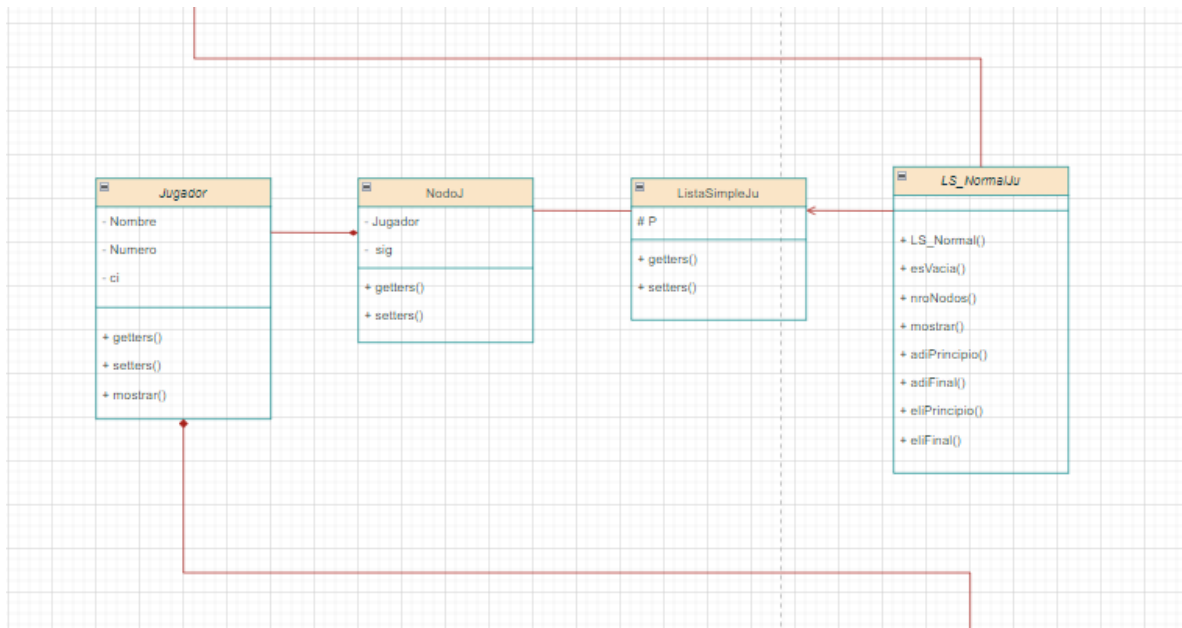 Jugador
- Nombre
- Numero
- ci
+ getters()
+ setters()
+ mostrar()
NodoJ
- Jugador
- sig
+ getters()
+ setters()
ListaSimpleJu
# P
+ getters()
+ setters()
LS_NormalJu
+ LS_Normal()
+ esVacia()
+ nroNodos()
+ mostrar()
+ adiPrincipio()
+ adiFinal()
+ eliPrincipio()
+ eliFinal()